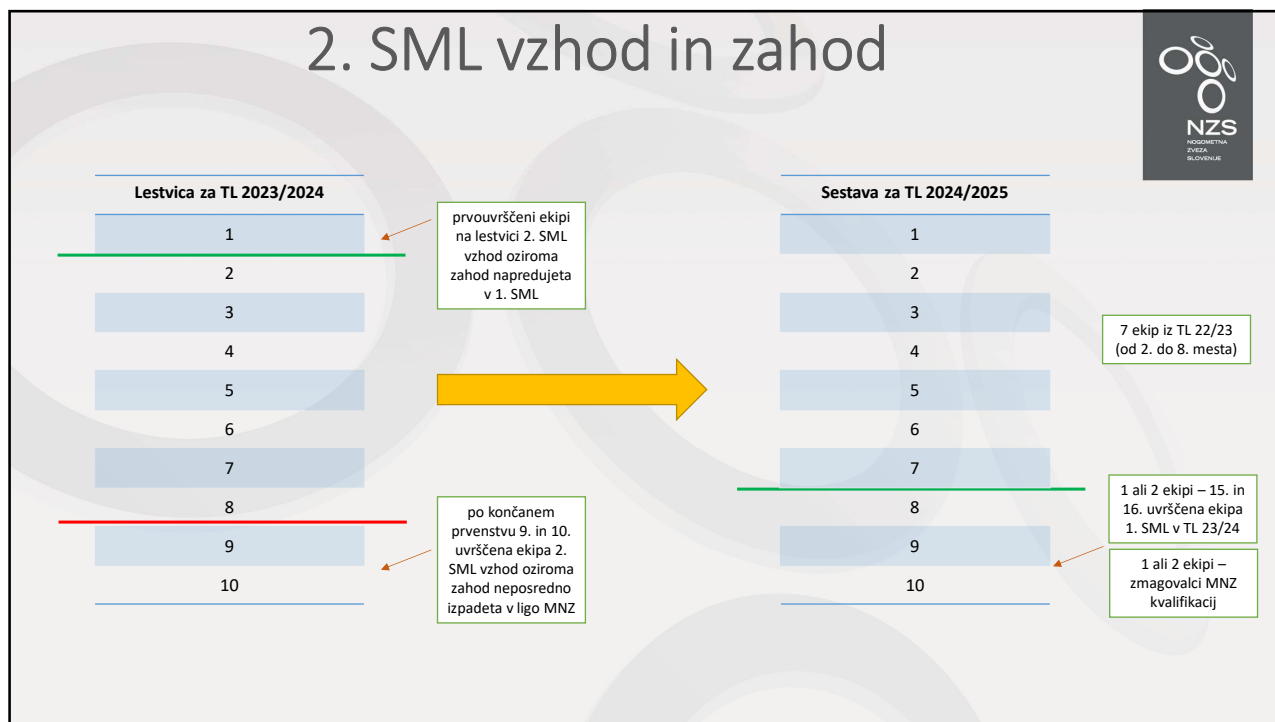 2. SML vzhod in zahod
NZS
NOGOMETNA
ZVEZA
SLOVENIJE
Lestvica za TL 2023/2024
1
2
3
4
5
6
7
8
9
10
prvouvrščeni ekipi
na lestvici 2. SML
vzhod oziroma
zahod napredujeta
v 1. SML
po končanem
prvenstvu 9. in 10.
uvrščena ekipa 2.
SML vzhod oziroma
zahod neposredno
izpadeta v ligo MNZ
Sestava za TL 2024/2025
1
2
3
4
5
6
7
8
9
10
7 ekip iz TL 22/23
(od 2. do 8. mesta)
1 ali 2 ekipi – 15. in
16. uvrščena ekipa
1. SML v TL 23/24
1 ali 2 ekipi –
zmagovalci MNZ
kvalifikacij